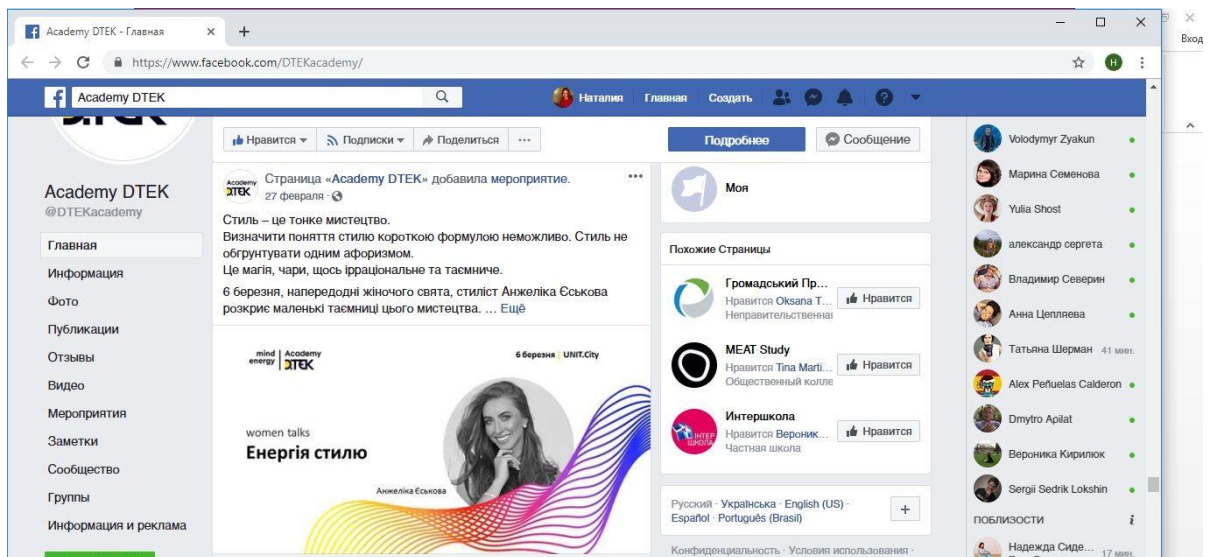 Academy DTEK - Главная
Вход
https://www.facebook.com/DTEKacademy/
H
Academy DTEK
Наталия
Главная
Создать
Нравится
Подписки
Поделиться
Подробнее
Сообщение
Academy DTEK
@DTEKacademy
Главная
Информация
Фото
Публикации
Отзывы
Видео
Мероприятия
Заметки
Сообщество
Группы
Информация и реклама
Academy
ДТЕК
Страница «Academy DTEK» добавила мероприятие.
27 февраля
Стиль – це тонке мистецтво.
Визначити поняття стилю короткою формулою неможливо. Стиль не
обгрунтувати одним афоризмом.
Це магія, чари, щось ірраціональне та таємниче.
6 березня, напередодні жіночого свята, стиліст Анжеліка Єськова
розкриє маленькі таємниці цього мистецтва. … Ещё
mind energy
Academy ДТЕК
6 березня | UNIT.City
women talks
Енергія стилю
Анжеліка Єськова
Моя
Похожие Страницы
Громадський Пр...
Нравится Oksana T...
Неправительственна
Нравится
MEAT Study
Нравится Tina Marti...
Общественный колле
Нравится
ИНТЕР ШКОЛА
Интершкола
Нравится Вероник...
Частная школа
Нравится
Русский · Українська · English (US) ·
Español · Português (Brasil)
Конфиденциальность · Условия использования ·
Volodymyr Zyakun
Марина Семенова
Yulia Shost
александр сергета
Владимир Северин
Анна Цепляева
Татьяна Шерман 41 мин.
Alex Peñuelas Calderon
Dmytro Apilat
Вероника Кирилюк
Sergii Sedrik Lokshin
ПОБЛИЗОСТИ
Надежда Сиде...
17 мин.